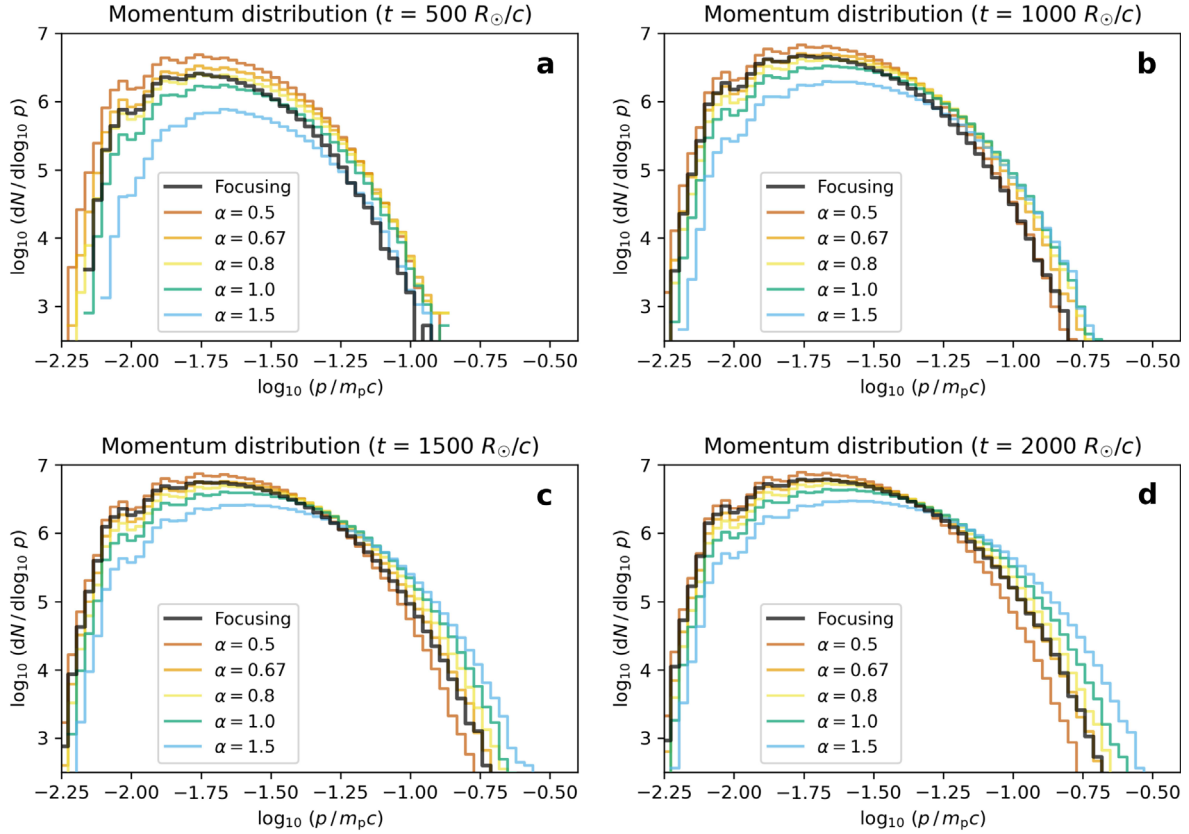 Momentum distribution (t = 500 R☉/c)
a
7
6
5
4
3
log₁₀ (dN / dlog₁₀ p)
Focusing
α = 0.5
α = 0.67
α = 0.8
α = 1.0
α = 1.5
−2.25 −2.00 −1.75 −1.50 −1.25 −1.00 −0.75 −0.50
log₁₀ (p / mₚc)
Momentum distribution (t = 1000 R☉/c)
b
7
6
5
4
3
log₁₀ (dN / dlog₁₀ p)
Focusing
α = 0.5
α = 0.67
α = 0.8
α = 1.0
α = 1.5
−2.25 −2.00 −1.75 −1.50 −1.25 −1.00 −0.75 −0.50
log₁₀ (p / mₚc)
Momentum distribution (t = 1500 R☉/c)
c
7
6
5
4
3
log₁₀ (dN / dlog₁₀ p)
Focusing
α = 0.5
α = 0.67
α = 0.8
α = 1.0
α = 1.5
−2.25 −2.00 −1.75 −1.50 −1.25 −1.00 −0.75 −0.50
log₁₀ (p / mₚc)
Momentum distribution (t = 2000 R☉/c)
d
7
6
5
4
3
log₁₀ (dN / dlog₁₀ p)
Focusing
α = 0.5
α = 0.67
α = 0.8
α = 1.0
α = 1.5
−2.25 −2.00 −1.75 −1.50 −1.25 −1.00 −0.75 −0.50
log₁₀ (p / mₚc)